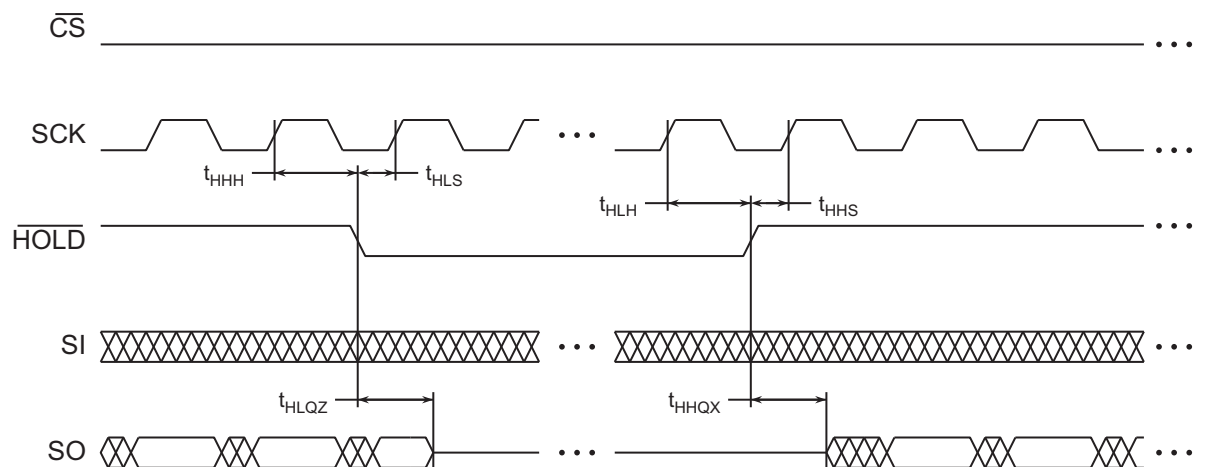 CS
SCK
tHHH
tHLS
tHLH
tHHS
HOLD
SI
tHLQZ
tHHQX
SO